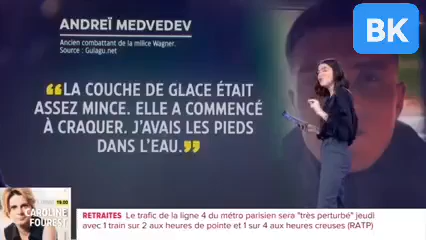 ANDREÏ MEDVEDEV
BK
Ancien combattant de la milice Wagner.
Source : Gulagu.net
“LA COUCHE DE GLACE ÉTAIT
ASSEZ MINCE. ELLE A COMMENCÉ
À CRAQUER. J'AVAIS LES PIEDS
DANS L'EAU.”
19:00
CAROLINE
FOUREST
RETRAITES Le trafic de la ligne 4 du métro parisien sera "très perturbé" jeudi
avec 1 train sur 2 aux heures de pointe et 1 sur 4 aux heures creuses (RATP)